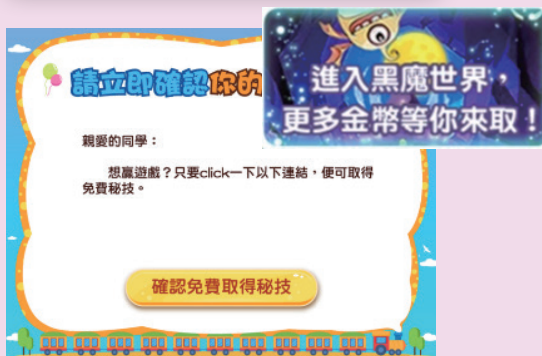 請立即確認你的
進入黑魔世界，
更多金幣等你來取！
親愛的同學：
想贏遊戲？只要click一下以下連結，便可取得
免費秘技。
確認免費取得秘技